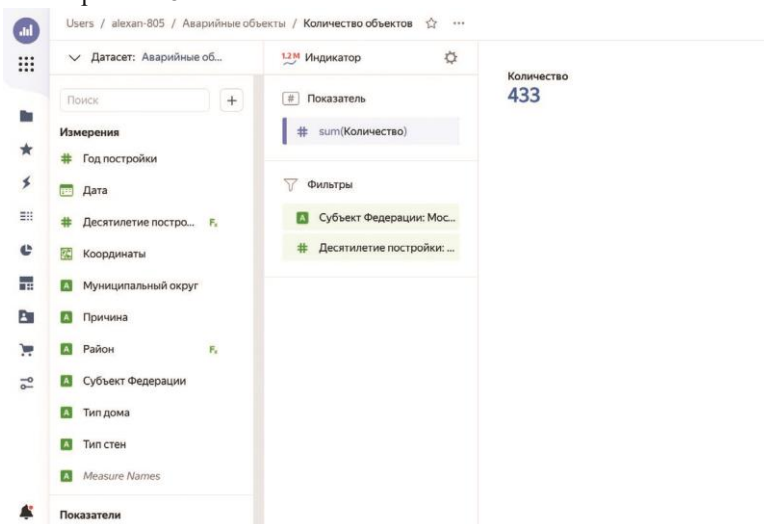 Users / alexan-805 / Аварийные объекты / Количество объектов
Датасет: Аварийные об...
Поиск
Измерения
Год постройки
Дата
Десятилетие постро...
Координаты
Муниципальный округ
Причина
Район
Субъект Федерации
Тип дома
Тип стен
Measure Names
Показатели
1.2M Индикатор
Показатель
sum(Количество)
Фильтры
Субъект Федерации: Мос...
Десятилетие постройки: ...
Количество
433